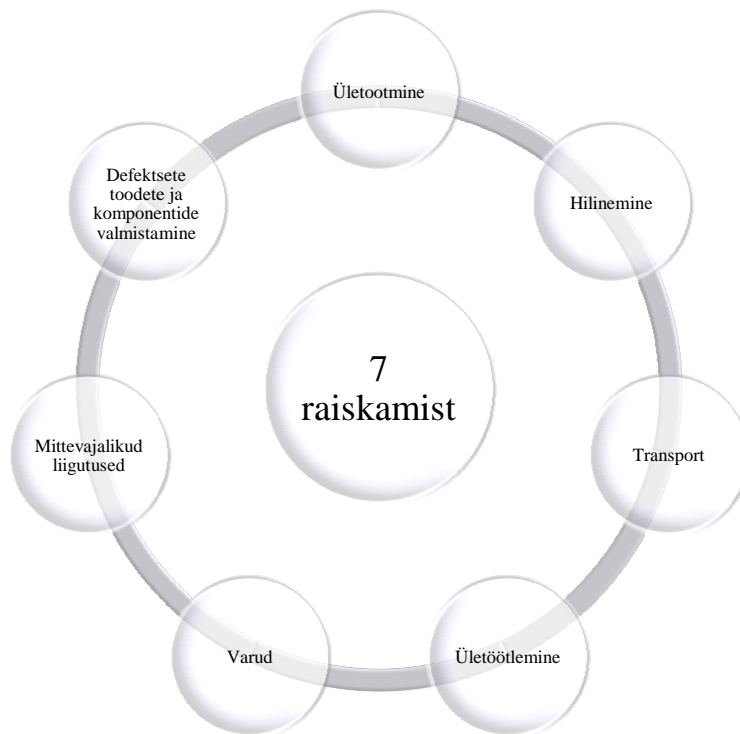 Ületootmine
Hilinemine
Transport
Ületöötlemine
Varud
Mittevajalikud
liigutused
Defektsete
toodete ja
komponentide
valmistamine
7
raiskamist